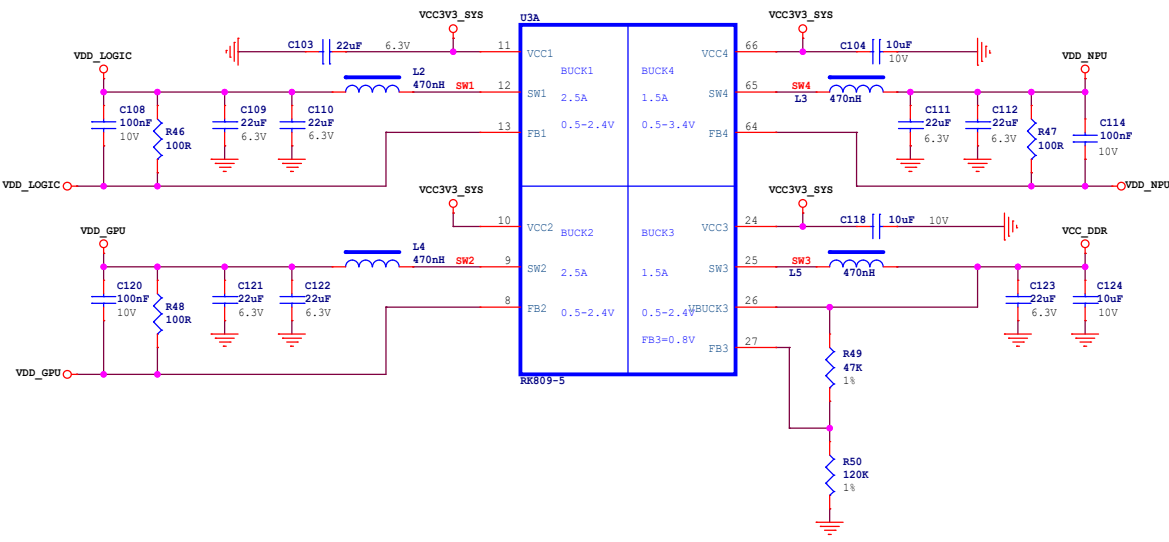 U3A
VCC3V3_SYS
VCC3V3_SYS
C103
22uF
6.3V
11
VCC1
VCC4
66
C104
10uF
10V
VDD_LOGIC
VDD_NPU
BUCK1
BUCK4
L2
470nH
SW1
12
SW1
2.5A
1.5A
SW4
65
SW4
L3
470nH
C108
100nF
10V
R46
100R
C109
22uF
6.3V
C110
22uF
6.3V
13
FB1
0.5-2.4V
0.5-3.4V
FB4
64
C111
22uF
6.3V
C112
22uF
6.3V
R47
100R
C114
100nF
10V
VDD_LOGIC
VDD_NPU
VCC3V3_SYS
VCC3V3_SYS
10
VCC2
BUCK2
BUCK3
VCC3
24
C118
10uF
10V
VDD_GPU
VCC_DDR
L4
470nH
SW2
9
SW2
2.5A
1.5A
SW3
25
SW3
L5
470nH
C120
100nF
10V
R48
100R
C121
22uF
6.3V
C122
22uF
6.3V
8
FB2
0.5-2.4V
0.5-2.4V
VBUCK3
26
C123
22uF
6.3V
C124
10uF
10V
FB3=0.8V
FB3
27
R49
47K
1%
VDD_GPU
RK809-5
R50
120K
1%